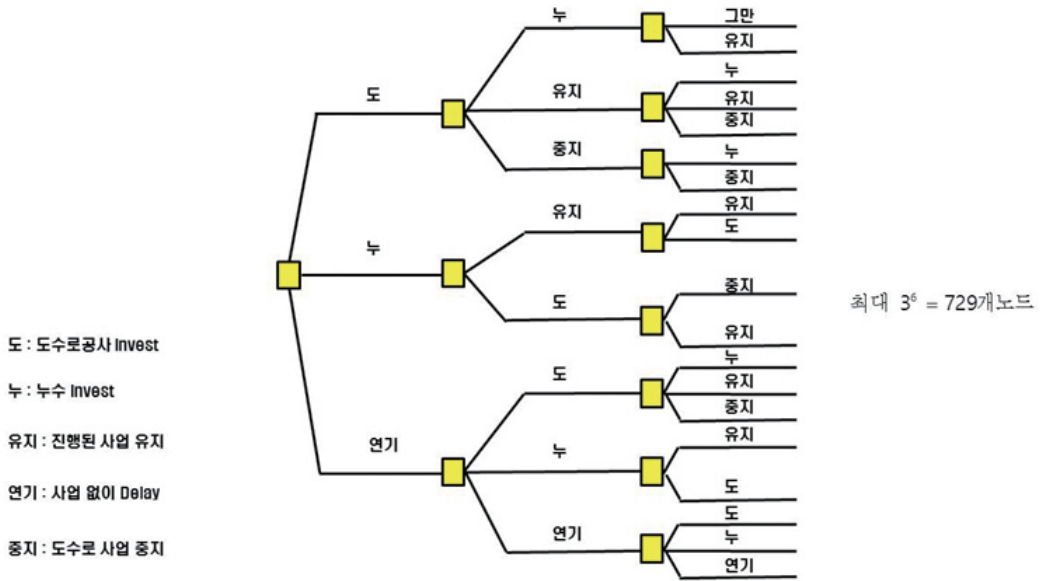 누
그만
유지
도
유지
누
유지
중지
중지
누
중지
누
유지
유지
도
도
중지
유지
최대 3⁶ = 729개노드
도 : 도수로공사 Invest
누 : 누수 Invest
유지 : 진행된 사업 유지
연기 : 사업 없이 Delay
중지 : 도수로 사업 중지
연기
도
누
유지
중지
누
유지
도
연기
도
누
연기